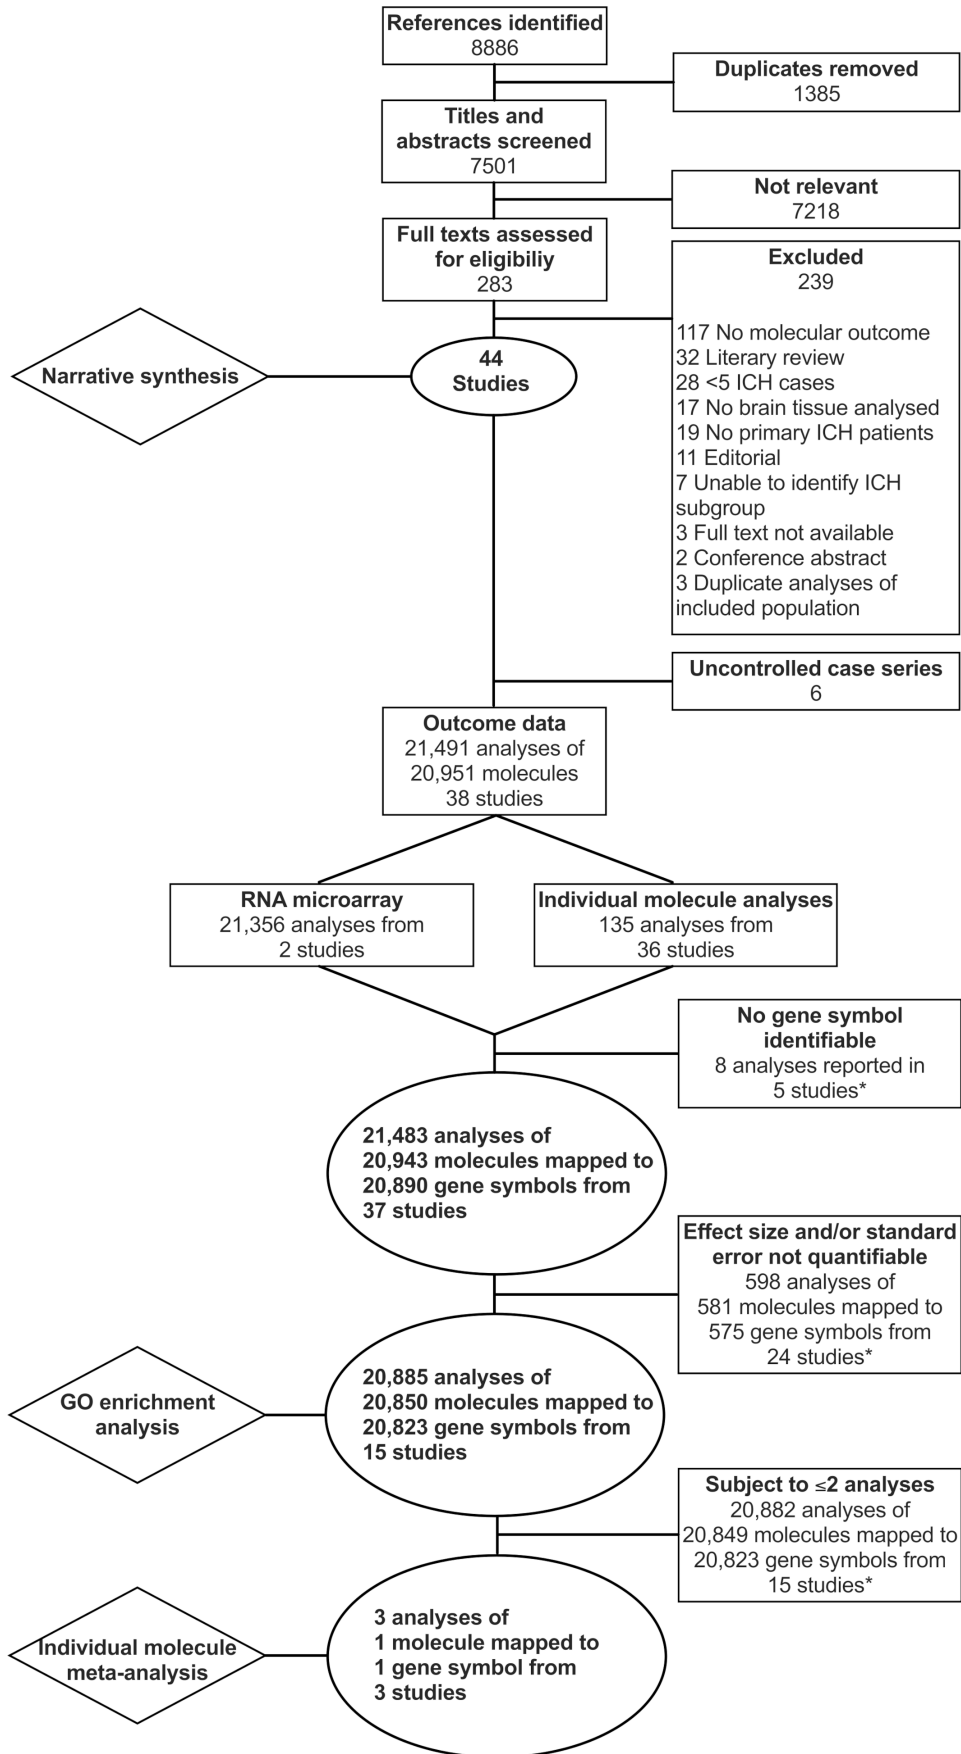 References identified
8886
Duplicates removed
1385
Titles and
abstracts screened
7501
Not relevant
7218
Full texts assessed
for eligibiliy
283
Excluded
239
117 No molecular outcome
32 Literary review
28 <5 ICH cases
17 No brain tissue analysed
19 No primary ICH patients
11 Editorial
7 Unable to identify ICH
subgroup
3 Full text not available
2 Conference abstract
3 Duplicate analyses of
included population
Narrative synthesis
44
Studies
Uncontrolled case series
6
Outcome data
21,491 analyses of
20,951 molecules
38 studies
RNA microarray
21,356 analyses from
2 studies
Individual molecule analyses
135 analyses from
36 studies
No gene symbol
identifiable
8 analyses reported in
5 studies*
21,483 analyses of
20,943 molecules mapped to
20,890 gene symbols from
37 studies
Effect size and/or standard
error not quantifiable
598 analyses of
581 molecules mapped to
575 gene symbols from
24 studies*
GO enrichment
analysis
20,885 analyses of
20,850 molecules mapped to
20,823 gene symbols from
15 studies
Subject to ≤2 analyses
20,882 analyses of
20,849 molecules mapped to
20,823 gene symbols from
15 studies*
Individual molecule
meta-analysis
3 analyses of
1 molecule mapped to
1 gene symbol from
3 studies